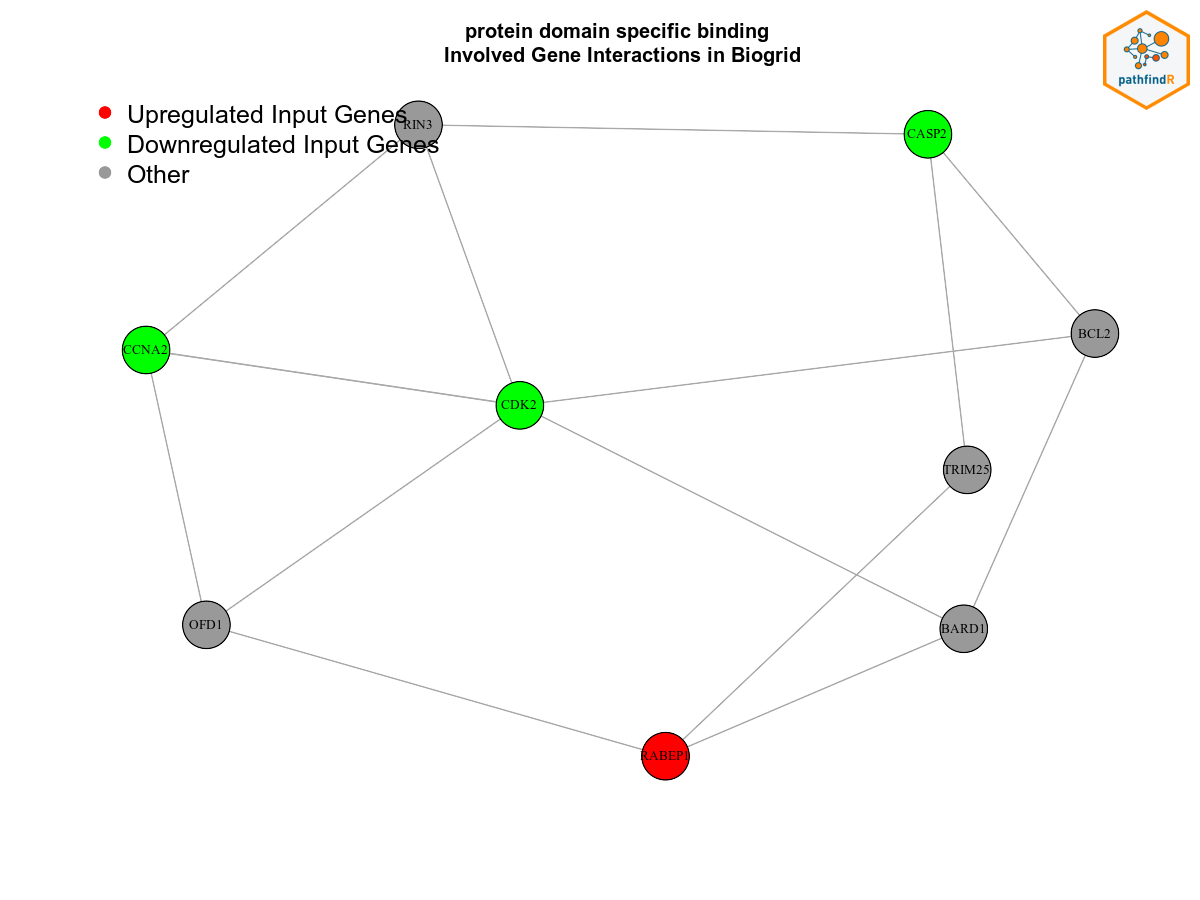 protein domain specific binding
Involved Gene Interactions in Biogrid
pathfindR
Upregulated Input Genes
Downregulated Input Genes
Other
RIN3
CASP2
BCL2
CCNA2
CDK2
TRIM25
OFD1
BARD1
RABEP1